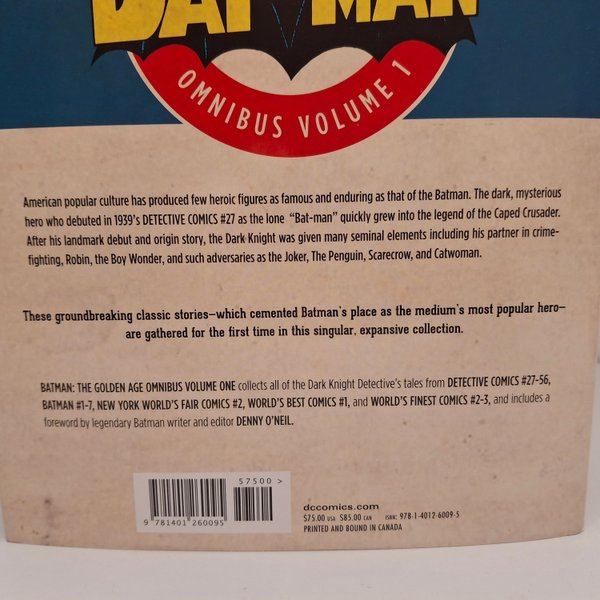 BATMAN
OMNIBUS VOLUME 1
American popular culture has produced few heroic figures as famous and enduring as that of the Batman. The dark, mysterious
hero who debuted in 1939's DETECTIVE COMICS #27 as the lone "Bat-man" quickly grew into the legend of the Caped Crusader.
After his landmark debut and origin story, the Dark Knight was given many seminal elements including his partner in crime-
fighting, Robin, the Boy Wonder, and such adversaries as the Joker, The Penguin, Scarecrow, and Catwoman.
These groundbreaking classic stories—which cemented Batman's place as the medium's most popular hero—
are gathered for the first time in this singular, expansive collection.
BATMAN: THE GOLDEN AGE OMNIBUS VOLUME ONE collects all of the Dark Knight Detective's tales from DETECTIVE COMICS #27-56,
BATMAN #1-7, NEW YORK WORLD'S FAIR COMICS #2, WORLD'S BEST COMICS #1, and WORLD'S FINEST COMICS #2-3, and includes a
foreword by legendary Batman writer and editor DENNY O'NEIL.
57500 >
9 781401 260095
dccomics.com
$75.00 USA $85.00 CAN ISBN: 978-1-4012-6009-5
PRINTED AND BOUND IN CANADA